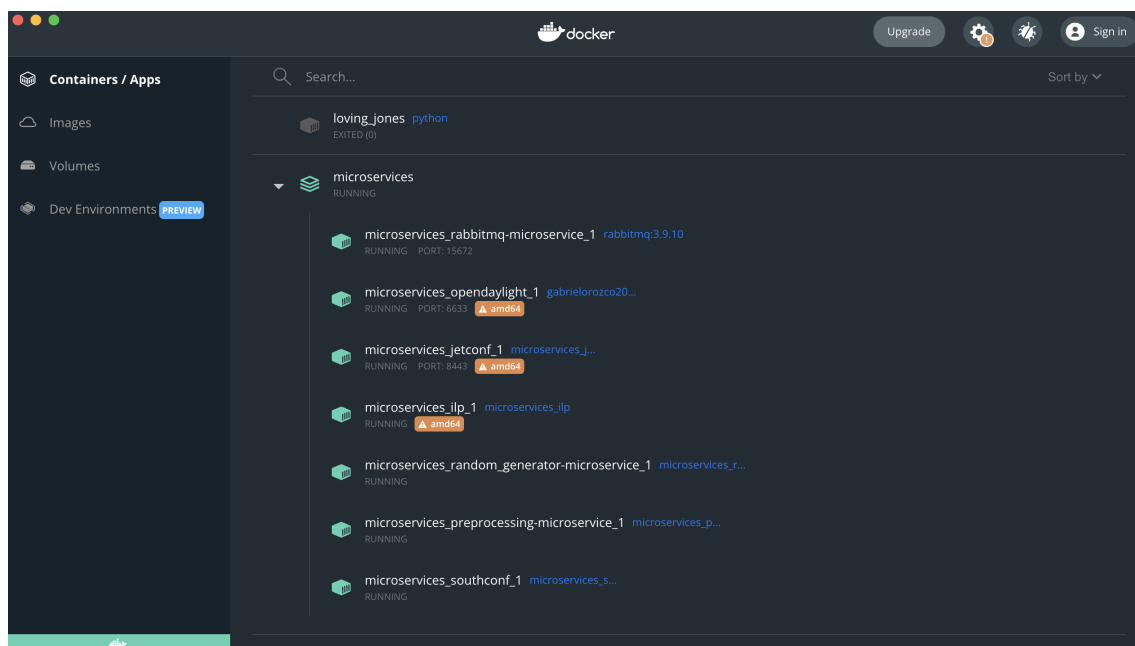 docker
Upgrade
Sign in
Containers / Apps
Images
Volumes
Dev Environments PREVIEW
Search...
Sort by
loving_jones python
EXITED (0)
microservices
RUNNING
microservices_rabbitmq-microservice_1 rabbitmq:3.9.10
RUNNING PORT: 15672
microservices_opendaylight_1 gabrielorozco20...
RUNNING PORT: 6633 amd64
microservices_jetconf_1 microservices_j...
RUNNING PORT: 8443 amd64
microservices_ilp_1 microservices_ilp
RUNNING amd64
microservices_random_generator-microservice_1 microservices_r...
RUNNING
microservices_preprocessing-microservice_1 microservices_p...
RUNNING
microservices_southconf_1 microservices_s...
RUNNING